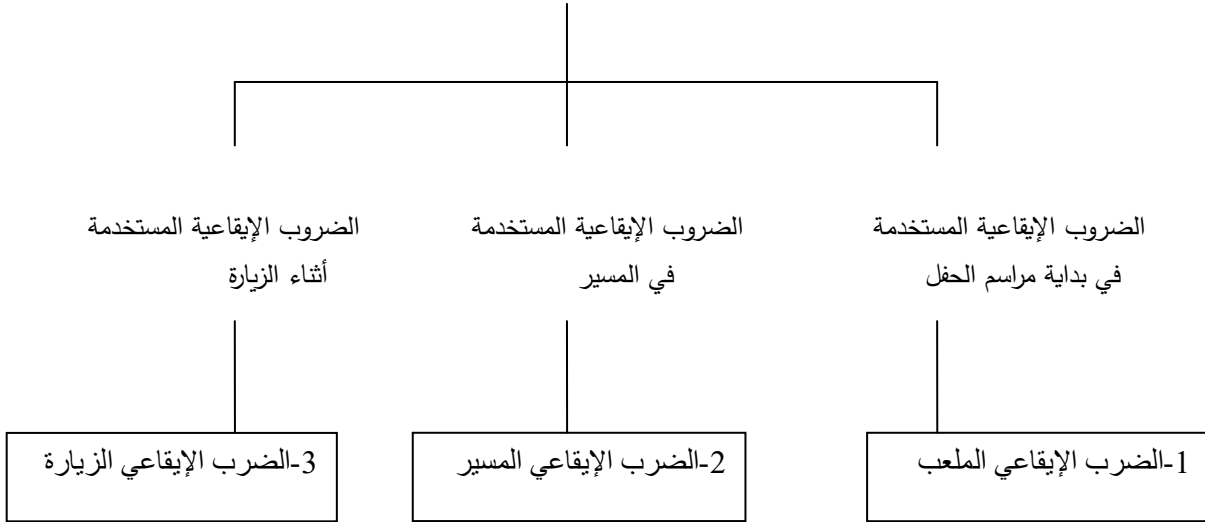 الضروب الإيقاعية المستخدمة
في بداية مراسم الحفل
الضروب الإيقاعية المستخدمة
في المسير
الضروب الإيقاعية المستخدمة
أثناء الزيارة
1-الضرب الإيقاعي الملعب
2-الضرب الإيقاعي المسير
3-الضرب الإيقاعي الزيارة